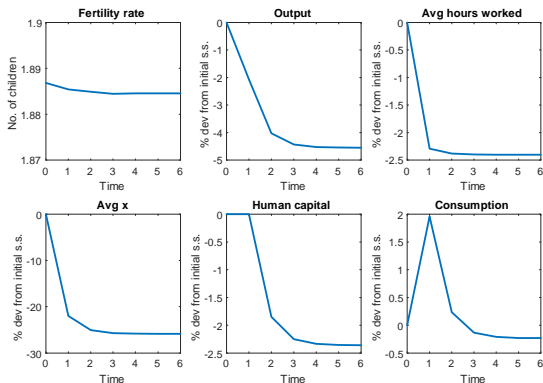 Fertility rate
No. of children
1.9
1.89
1.88
1.87
0 1 2 3 4 5 6
Time
Output
% dev from initial s.s.
0
-1
-2
-3
-4
-5
0 1 2 3 4 5 6
Time
Avg hours worked
% dev from initial s.s.
0
-0.5
-1
-1.5
-2
-2.5
0 1 2 3 4 5 6
Time
Avg x
% dev from initial s.s.
0
-10
-20
-30
0 1 2 3 4 5 6
Time
Human capital
% dev from initial s.s.
0
-0.5
-1
-1.5
-2
-2.5
0 1 2 3 4 5 6
Time
Consumption
% dev from initial s.s.
2
1.5
1
0.5
0
-0.5
0 1 2 3 4 5 6
Time